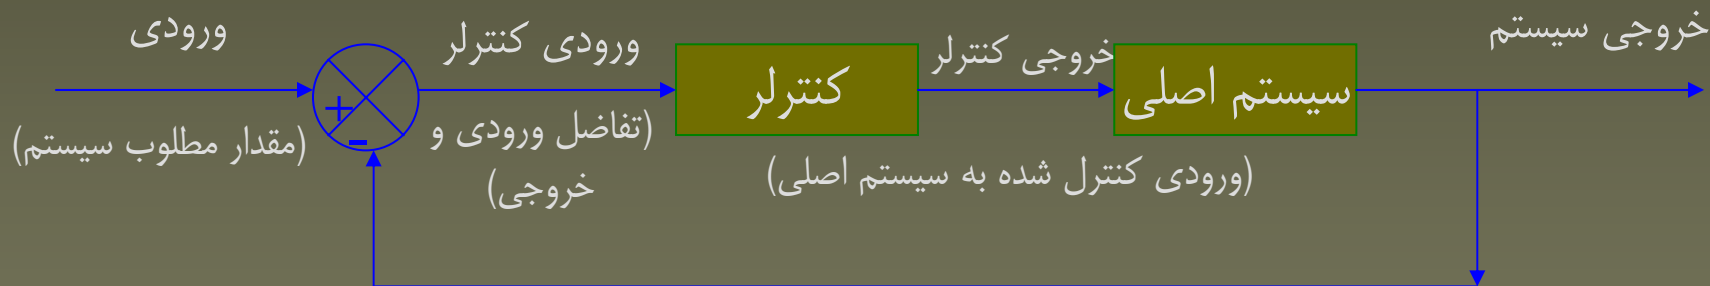 ورودی
(مقدار مطلوب سیستم)
+
-
ورودی کنترلر
(تفاضل ورودی و
خروجی)
کنترلر
خروجی کنترلر
(ورودی کنترل شده به سیستم اصلی)
سیستم اصلی
خروجی سیستم